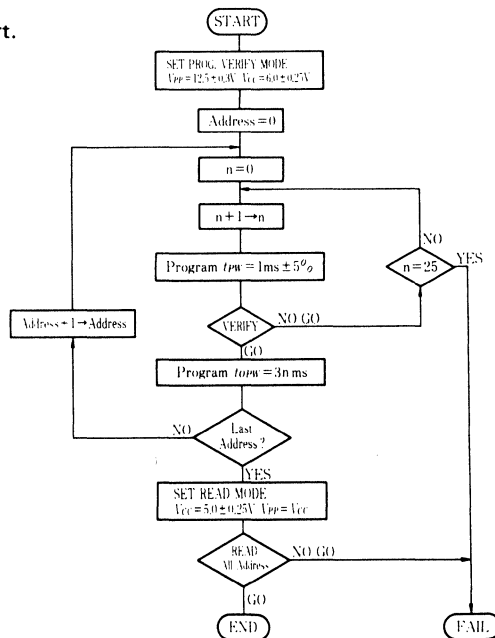 rt.
START
SET PROG. VERIFY MODE
VPP=12.5±0.3V VCC=6.0±0.25V
Address=0
n=0
n+1→n
Program tPW=1ms±5%
VERIFY
NO GO
GO
n=25
NO
YES
Address+1→Address
Program tOPW=3n ms
Last
Address?
NO
YES
SET READ MODE
VCC=5.0±0.25V VPP=VCC
READ
All Address
NO GO
GO
END
FAIL